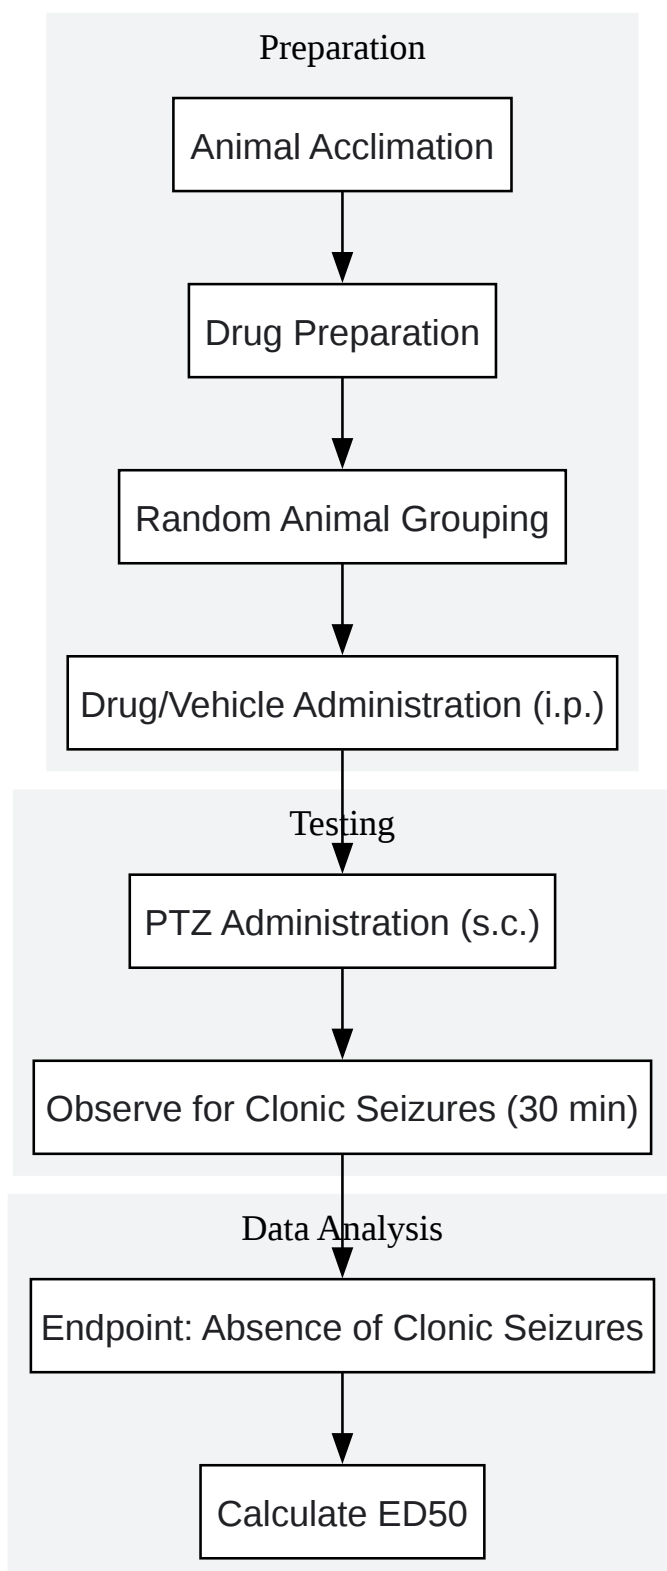 Preparation
Animal Acclimation
Drug Preparation
Random Animal Grouping
Drug/Vehicle Administration (i.p.)
Testing
PTZ Administration (s.c.)
Observe for Clonic Seizures (30 min)
Data Analysis
Endpoint: Absence of Clonic Seizures
Calculate ED50